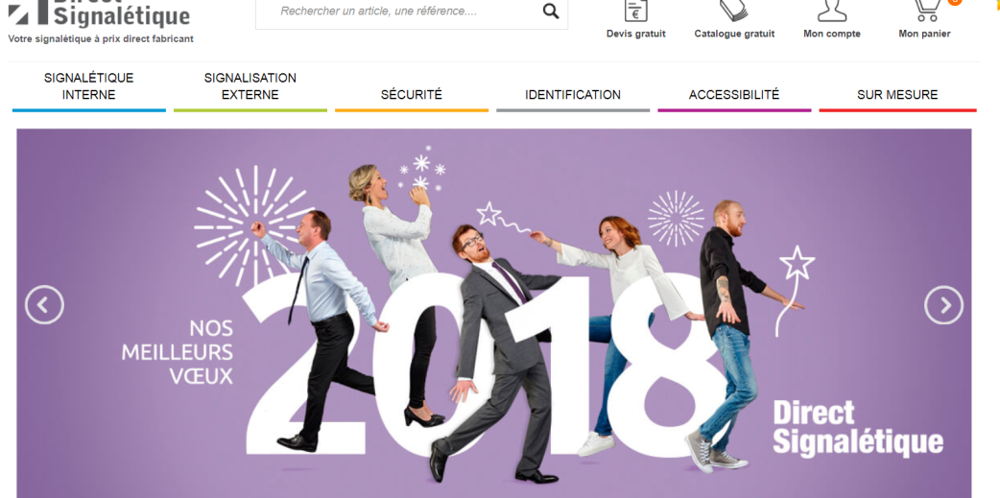 Direct
Signalétique
Votre signalétique à prix direct fabricant
Rechercher un article, une référence....
€
Devis gratuit
Catalogue gratuit
Mon compte
Mon panier
SIGNALÉTIQUE
INTERNE
SIGNALISATION
EXTERNE
SÉCURITÉ
IDENTIFICATION
ACCESSIBILITÉ
SUR MESURE
NOS
MEILLEURS
VŒUX
2018
Direct
Signalétique